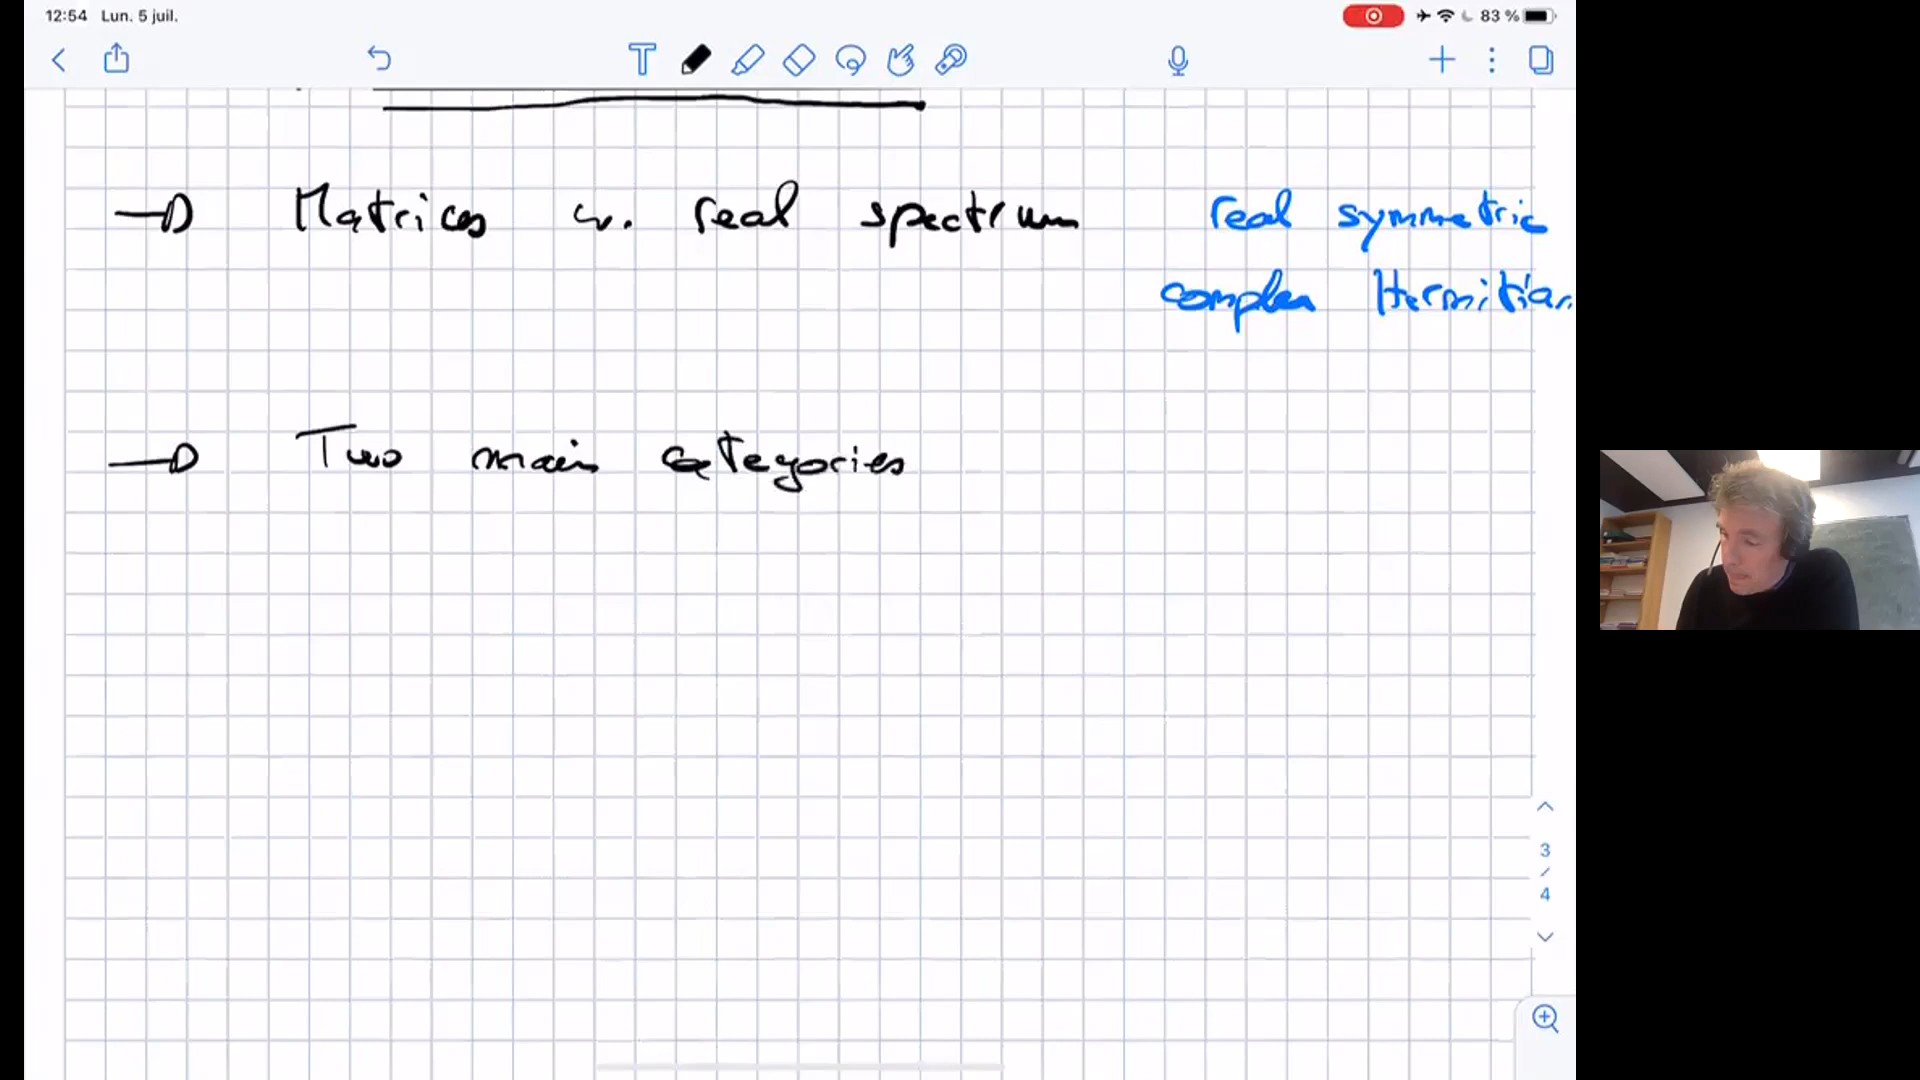 12:54 Lun. 5 juil. 83 %
Matrices w. real spectrum real symmetric
complex Hermitian
Two main categories
3
/
4